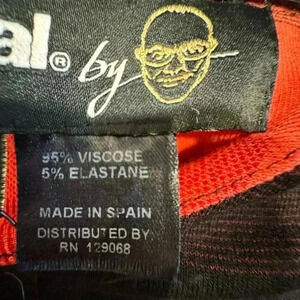 al® by
95% VISCOSE
5% ELASTANE
MADE IN SPAIN
DISTRIBUTED BY:
RN 129068